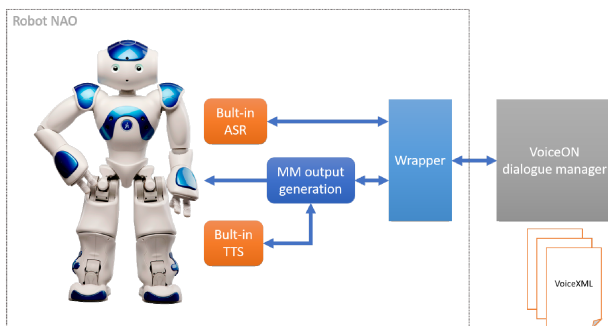 Robot NAO
Bult-in
ASR
MM output
generation
Bult-in
TTS
Wrapper
VoiceON
dialogue manager
VoiceXML